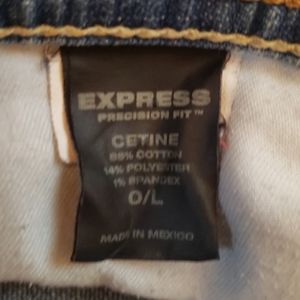 EXPRESS
PRECISION FIT™
CETINE
85% COTTON
14% POLYESTER
1% SPANDEX
0/L
MADE IN MEXICO